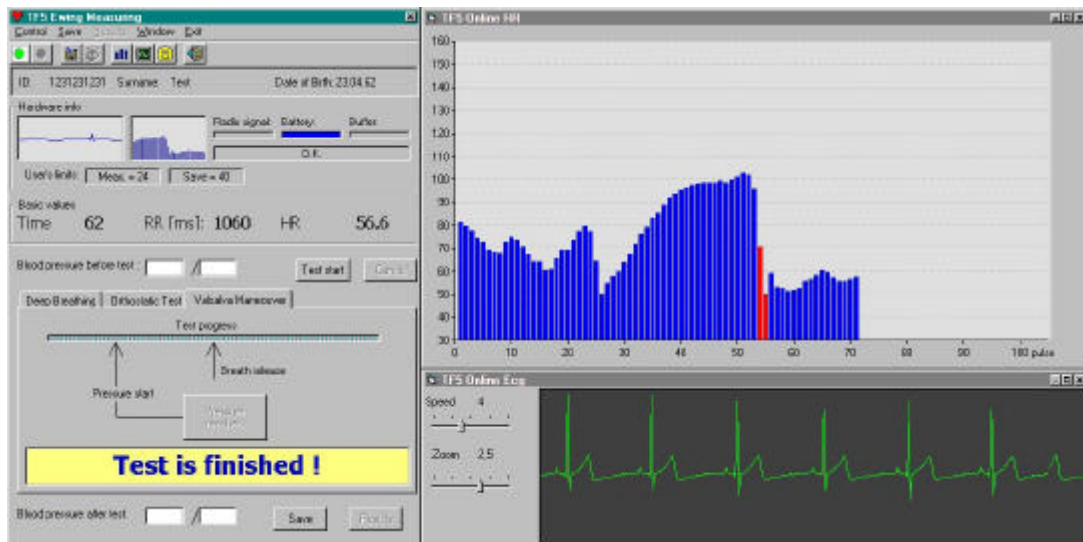 TF5 Ewing Measuring
Control Save Results Window Exit
ID: 1231231231 Surname: Test Date of Birth: 23.04.62
Hardware info
Radio signal: Battery: Buffer:
O.K.
User's limits: Meas. = 24 Save = 40
Basic values
Time 62 RR [ms]: 1060 HR 56.6
Blood pressure before test : / Test start Cancel
Deep Breathing Orthostatic Test Valsalva Maneouver
Test progress
Breath release
Pressure start
Test is finished !
Blood pressure after test: / Save
TF5 Online HR
160
150
140
130
120
110
100
90
80
70
60
50
40
30
0 10 20 30 40 50 60 70 80 90 100 pulse
TF5 Online Ecg
Speed 4
Zoom 2,5